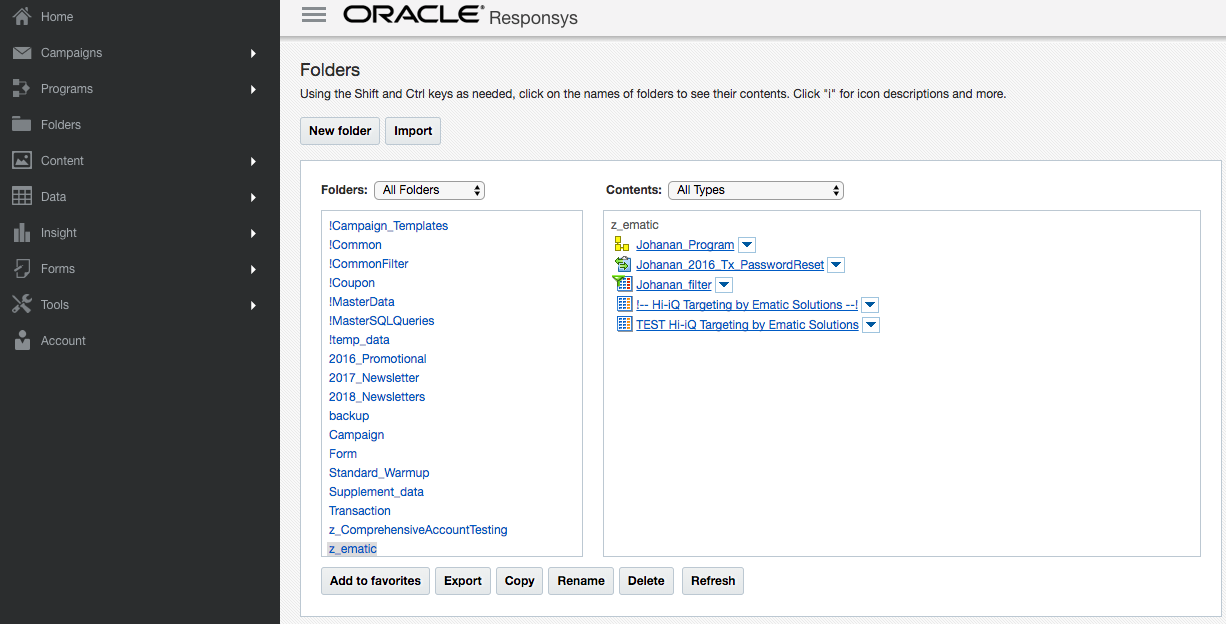 Home
Campaigns
Programs
Folders
Content
Data
Insight
Forms
Tools
Account
ORACLE® Responsys
Folders
Using the Shift and Ctrl keys as needed, click on the names of folders to see their contents. Click "i" for icon descriptions and more.
New folder Import
Folders: All Folders
!Campaign_Templates
!Common
!CommonFilter
!Coupon
!MasterData
!MasterSQLQueries
!temp_data
2016_Promotional
2017_Newsletter
2018_Newsletters
backup
Campaign
Form
Standard_Warmup
Supplement_data
Transaction
z_ComprehensiveAccountTesting
z_ematic
Contents: All Types
z_ematic
Johanan_Program
Johanan_2016_Tx_PasswordReset
Johanan_filter
!-- Hi-iQ Targeting by Ematic Solutions --!
TEST Hi-iQ Targeting by Ematic Solutions
Add to favorites Export Copy Rename Delete Refresh